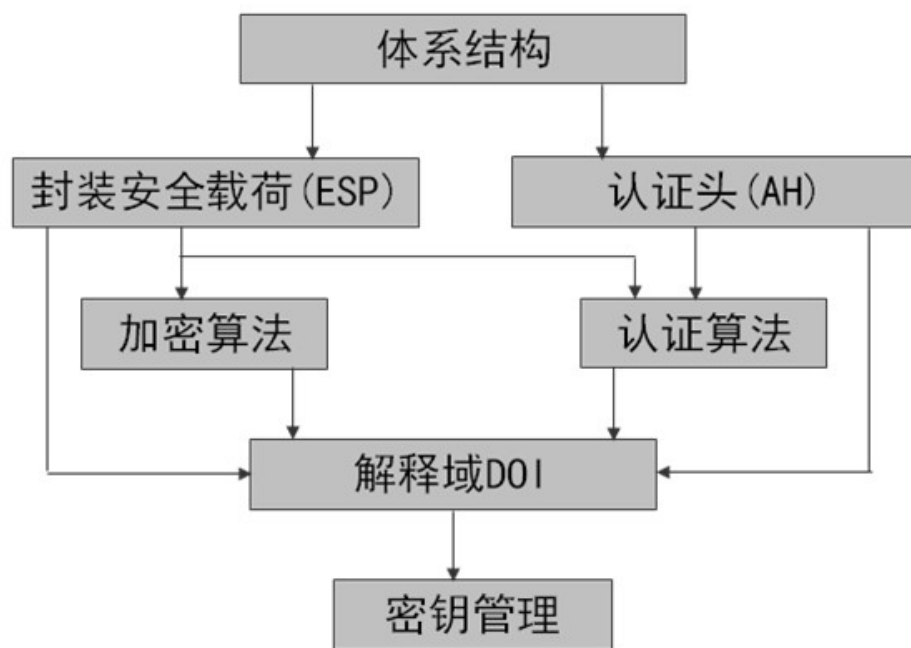 体系结构
封装安全载荷(ESP)
认证头(AH)
加密算法
认证算法
解释域DOI
密钥管理